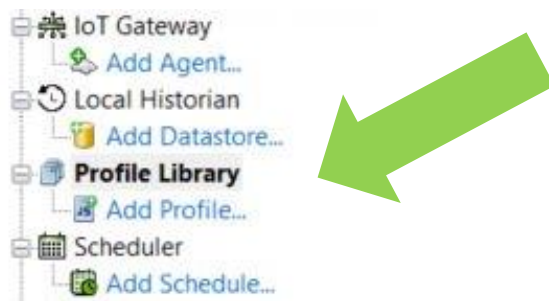 IoT Gateway
Add Agent...
Local Historian
Add Datastore...
Profile Library
Add Profile...
Scheduler
Add Schedule...